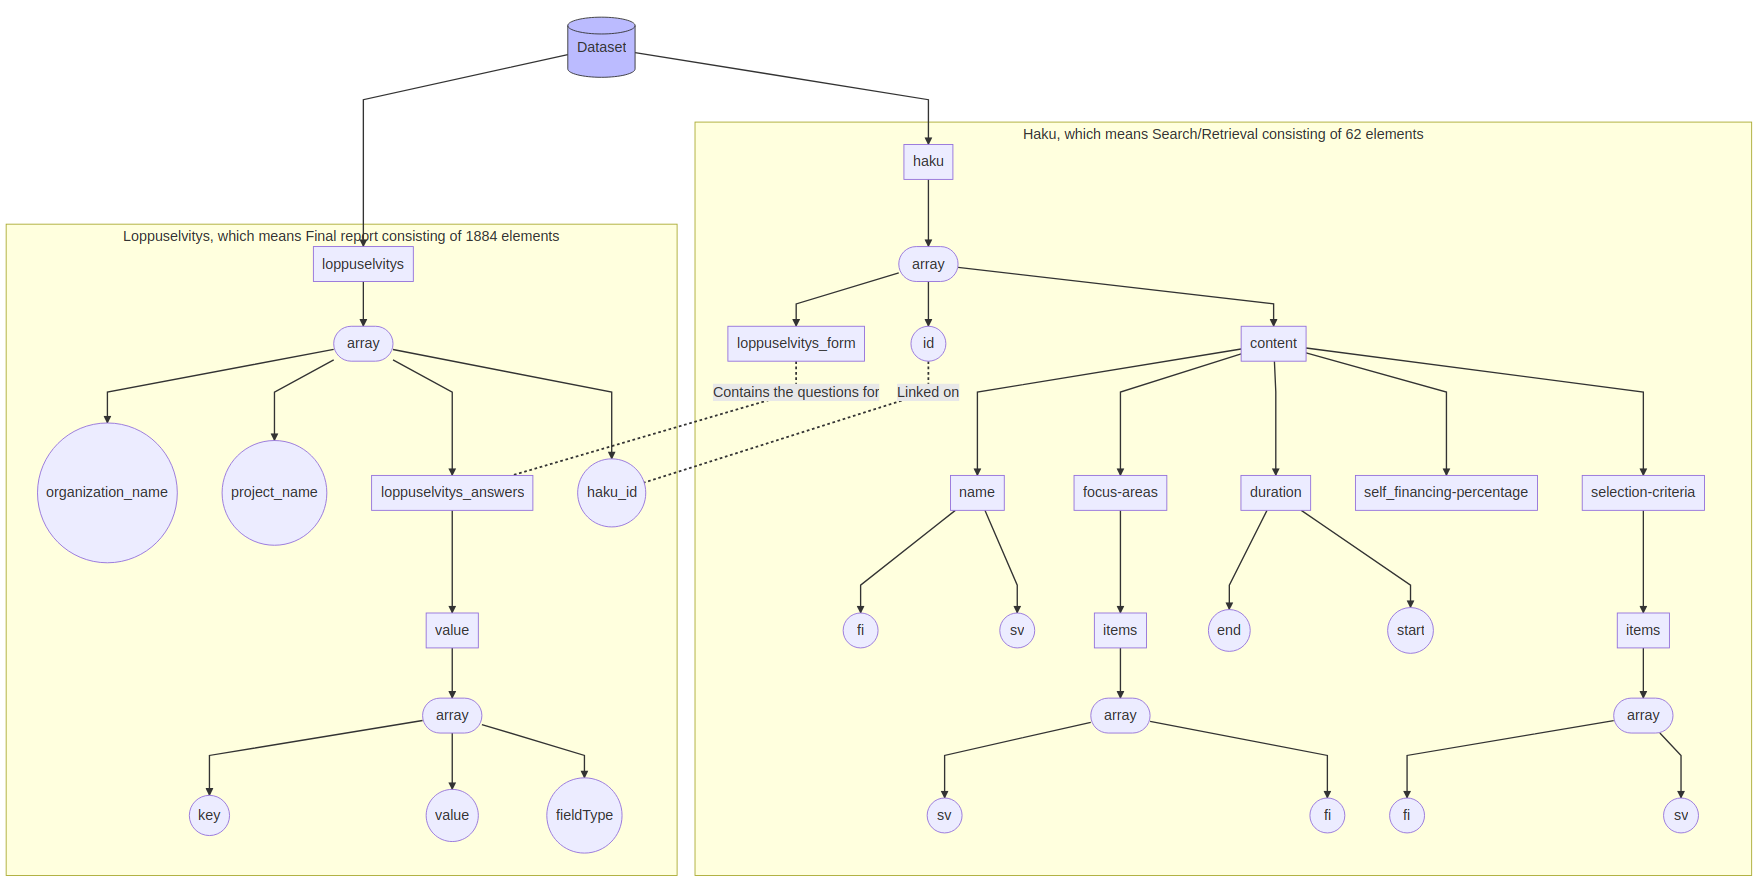 Dataset
Haku, which means Search/Retrieval consisting of 62 elements
haku
Loppuselvitys, which means Final report consisting of 1884 elements
loppuselvitys
array
array
loppuselvitys_form
id
content
Contains the questions for
Linked on
organization_name
project_name
loppuselvitys_answers
haku_id
name
focus-areas
duration
self_financing-percentage
selection-criteria
value
fi
sv
items
end
start
items
array
array
array
key
value
fieldType
sv
fi
fi
sv